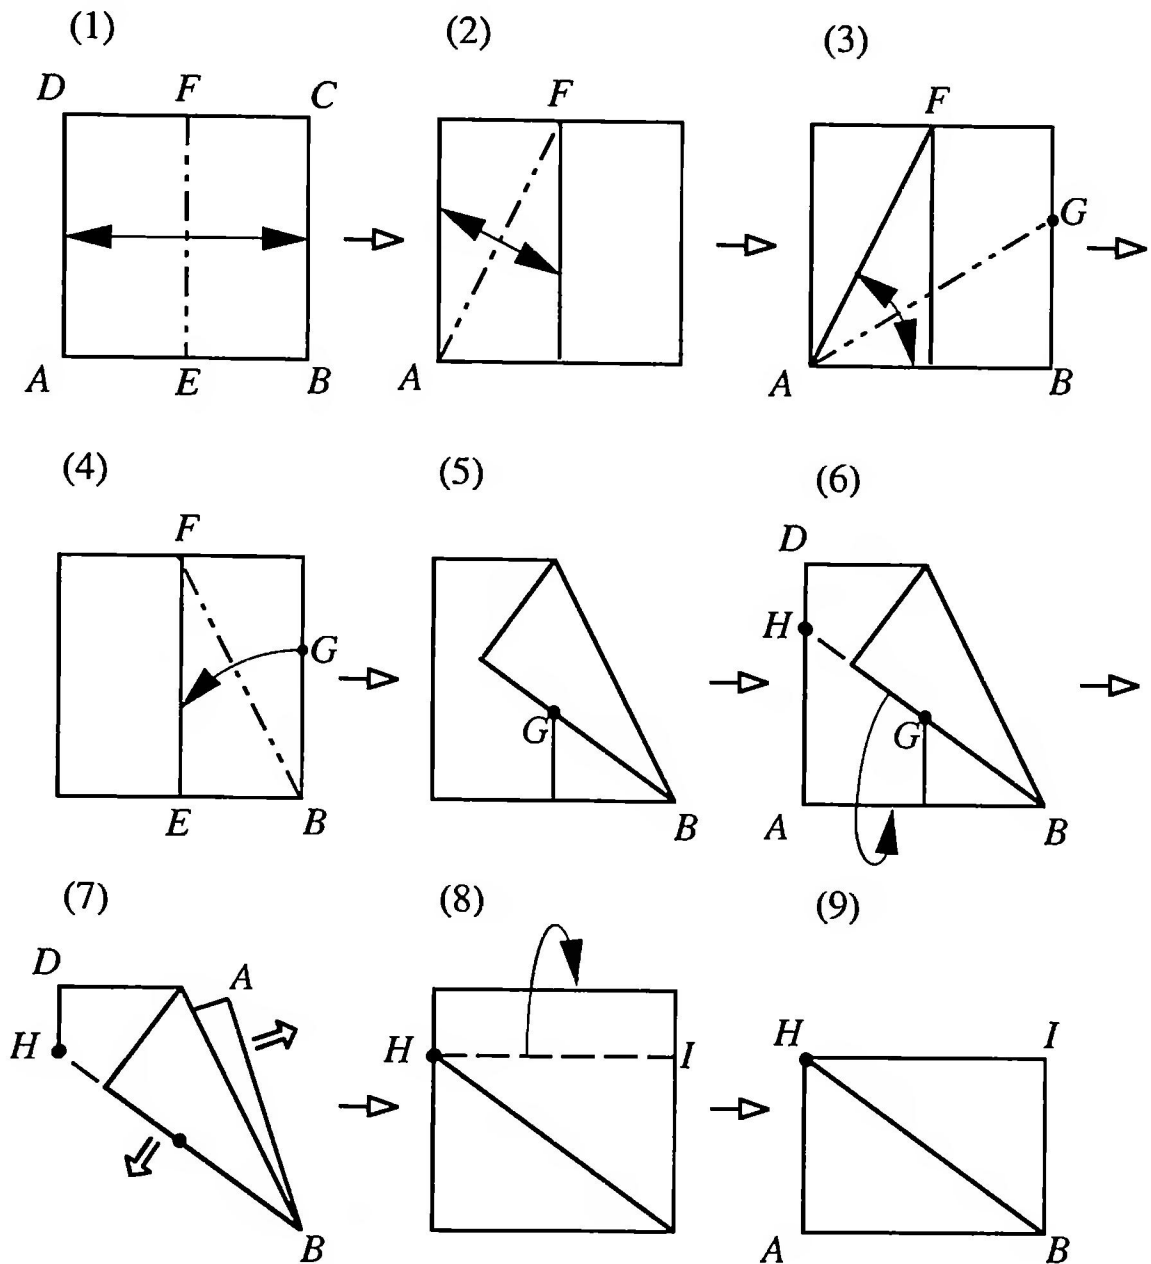 (1) (2) (3)
D F C F F
G
A E B A A B
(4) (5) (6)
F D
H
G G G
E B B A B
(7) (8) (9)
D A
H H I H I
B A B